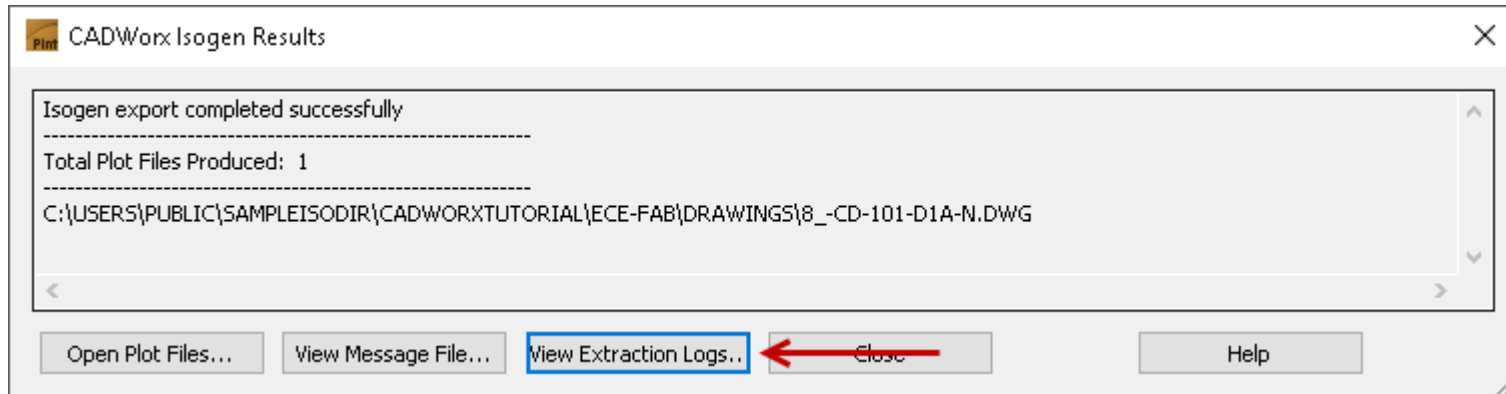 Plnt CADWorx Isogen Results
Isogen export completed successfully
-------------------------------------------------------------
Total Plot Files Produced:  1
-------------------------------------------------------------
C:\USERS\PUBLIC\SAMPLEISODIR\CADWORXTUTORIAL\ECE-FAB\DRAWINGS\8_-CD-101-D1A-N.DWG
Open Plot Files... View Message File... View Extraction Logs.. Close Help